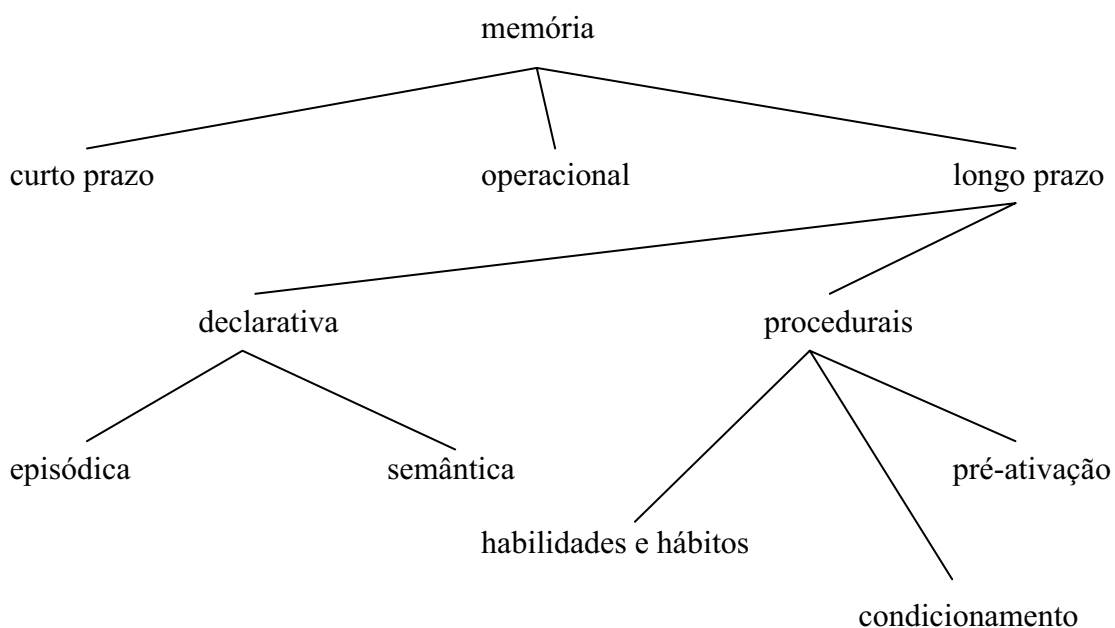 memória
curto prazo
operacional
longo prazo
declarativa
procedurais
episódica
semântica
pré-ativação
habilidades e hábitos
condicionamento